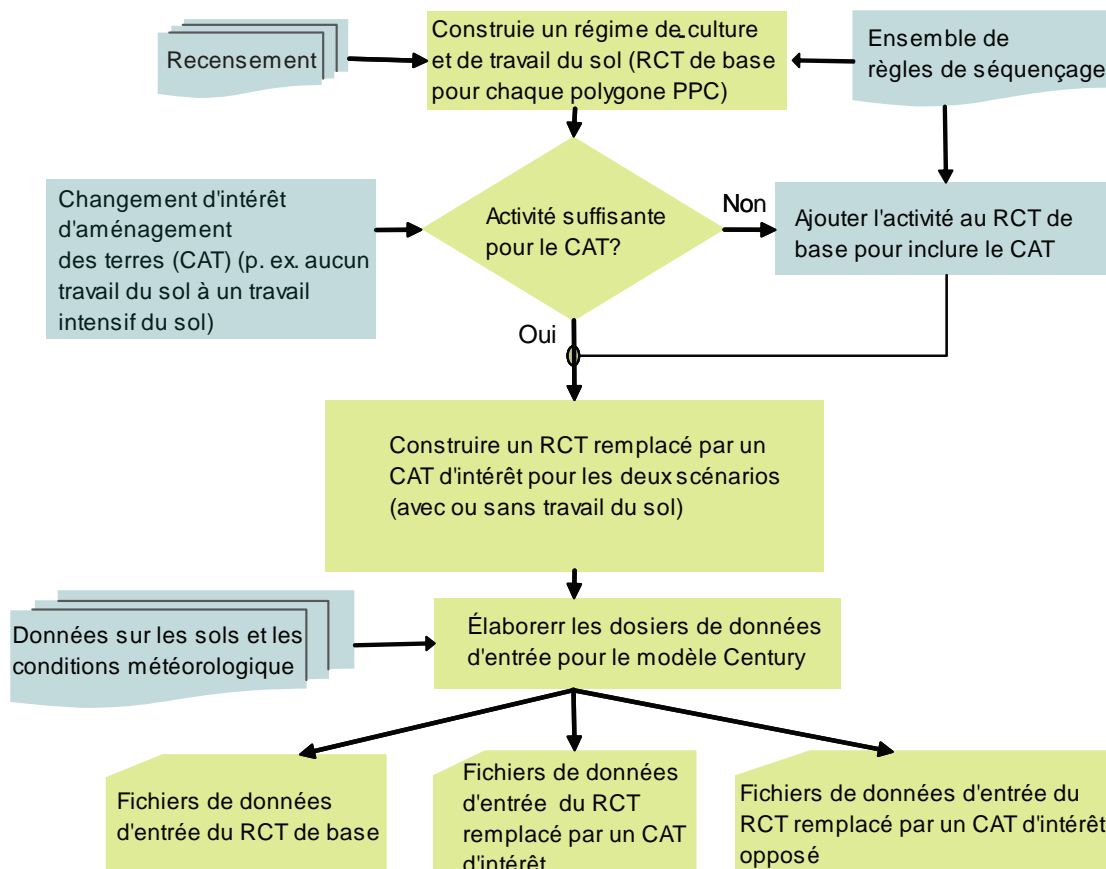 Recensement
Construie un régime de culture
et de travail du sol (RCT de base
pour chaque polygone PPC)
Ensemble de
règles de séquençage
Changement d'intérêt
d'aménagement
des terres (CAT) (p. ex. aucun
travail du sol à un travail
intensif du sol)
Activité suffisante
pour le CAT?
Non
Ajouter l'activité au RCT de
base pour inclure le CAT
Oui
Construire un RCT remplacé par un
CAT d'intérêt pour les deux scénarios
(avec ou sans travail du sol)
Données sur les sols et les
conditions météorologique
Élaborerr les dosiers de données
d'entrée pour le modèle Century
Fichiers de données
d'entrée du RCT de base
Fichiers de données
d'entrée du RCT
remplacé par un CAT
d'intérêt
Fichiers de données d'entrée du
RCT remplacé par un CAT d'intérêt
opposé